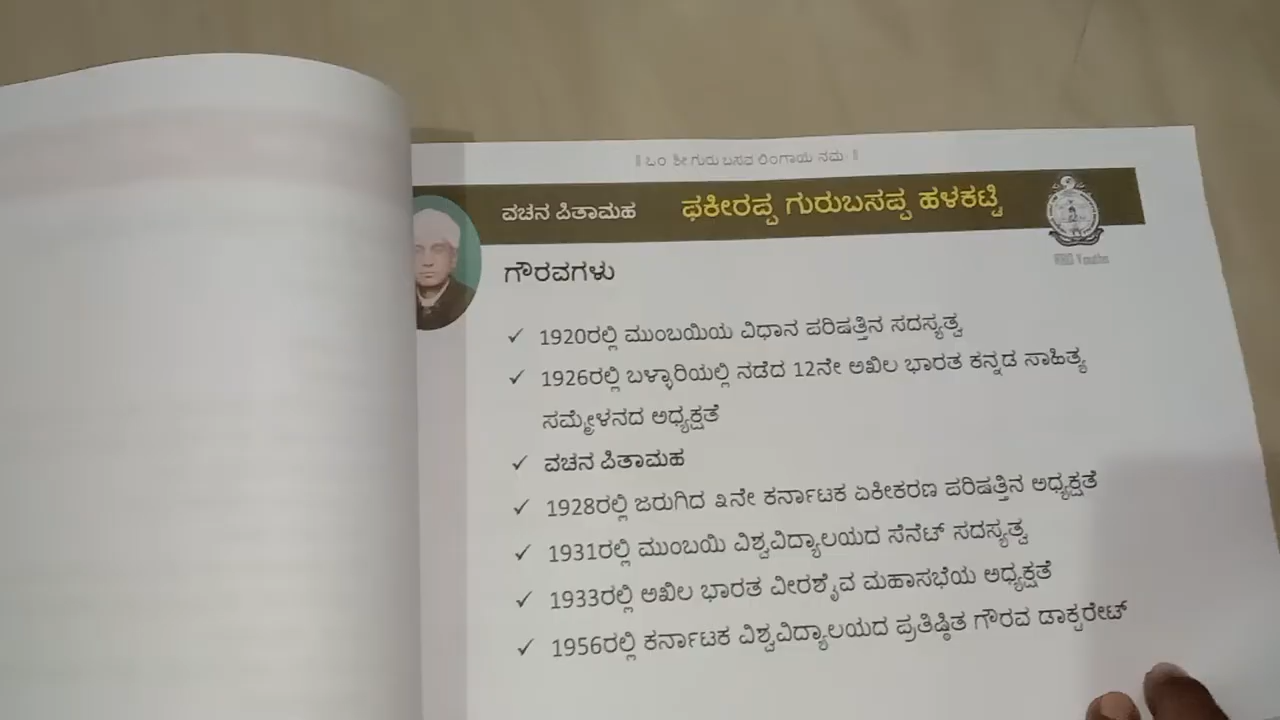 ॥ ಓಂ ಶ್ರೀ ಗುರು ಬಸವ ಲಿಂಗಾಯ ನಮಃ ॥
ವಚನ ಪಿತಾಮಹ ಫಕೀರಪ್ಪ ಗುರುಬಸಪ್ಪ ಹಳಕಟ್ಟಿ
ಗೌರವಗಳು
✓ 1920ರಲ್ಲಿ ಮುಂಬಯಿಯ ವಿಧಾನ ಪರಿಷತ್ತಿನ ಸದಸ್ಯತ್ವ
✓ 1926ರಲ್ಲಿ ಬಳ್ಳಾರಿಯಲ್ಲಿ ನಡೆದ 12ನೇ ಅಖಿಲ ಭಾರತ ಕನ್ನಡ ಸಾಹಿತ್ಯ
ಸಮ್ಮೇಳನದ ಅಧ್ಯಕ್ಷತೆ
✓ ವಚನ ಪಿತಾಮಹ
✓ 1928ರಲ್ಲಿ ಜರುಗಿದ ೩ನೇ ಕರ್ನಾಟಕ ಏಕೀಕರಣ ಪರಿಷತ್ತಿನ ಅಧ್ಯಕ್ಷತೆ
✓ 1931ರಲ್ಲಿ ಮುಂಬಯಿ ವಿಶ್ವವಿದ್ಯಾಲಯದ ಸೆನೆಟ್ ಸದಸ್ಯತ್ವ
✓ 1933ರಲ್ಲಿ ಅಖಿಲ ಭಾರತ ವೀರಶೈವ ಮಹಾಸಭೆಯ ಅಧ್ಯಕ್ಷತೆ
✓ 1956ರಲ್ಲಿ ಕರ್ನಾಟಕ ವಿಶ್ವವಿದ್ಯಾಲಯದ ಪ್ರತಿಷ್ಠಿತ ಗೌರವ ಡಾಕ್ಟರೇಟ್